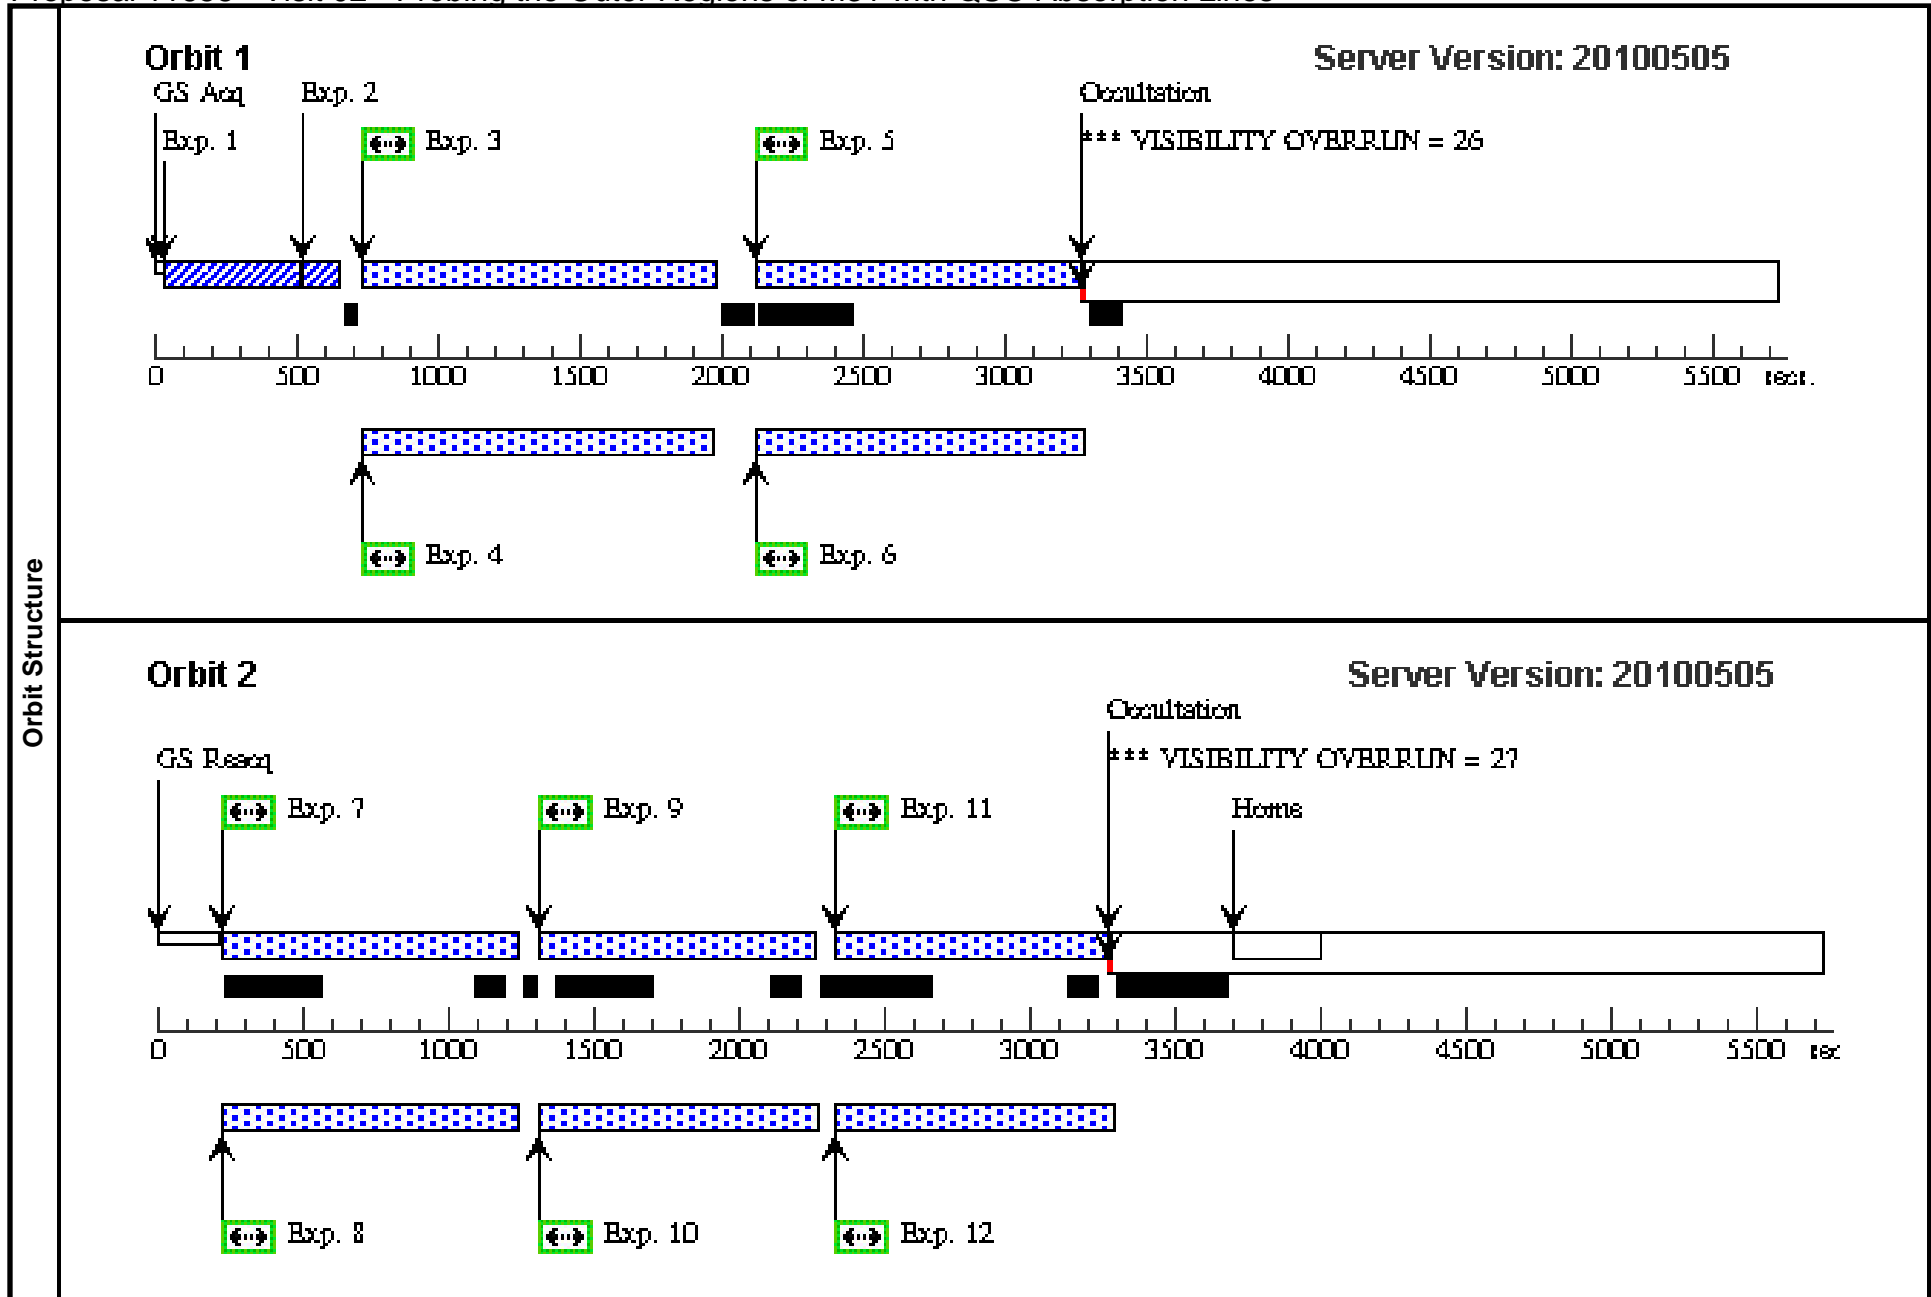 Orbit Structure
Orbit 1
Server Version: 20100505
GS Acq
Exp. 2
Occultation
Exp. 1
Exp. 3
Exp. 5
*** VISIBILITY OVERRUN = 26
0 500 1000 1500 2000 2500 3000 3500 4000 4500 5000 5500 secs.
Exp. 4
Exp. 6
Orbit 2
Server Version: 20100505
Occultation
GS Reacq
*** VISIBILITY OVERRUN = 27
Exp. 7
Exp. 9
Exp. 11
Home
0 500 1000 1500 2000 2500 3000 3500 4000 4500 5000 5500 sec
Exp. 8
Exp. 10
Exp. 12